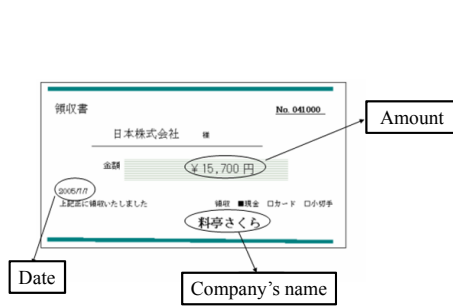 領収書
No. 041000
Amount
日本株式会社 様
金額
￥15,700 円
2005/7/7
上記正に領収いたしました
領収 ■現金 □カード □小切手
料亭さくら
Date
Company's name